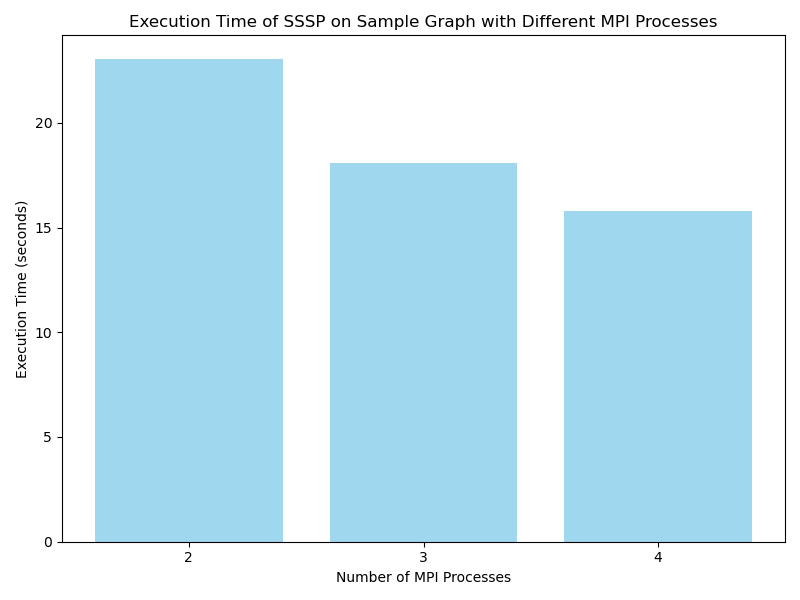 Execution Time of SSSP on Sample Graph with Different MPI Processes
Execution Time (seconds)
20
15
10
5
0
2
3
4
Number of MPI Processes